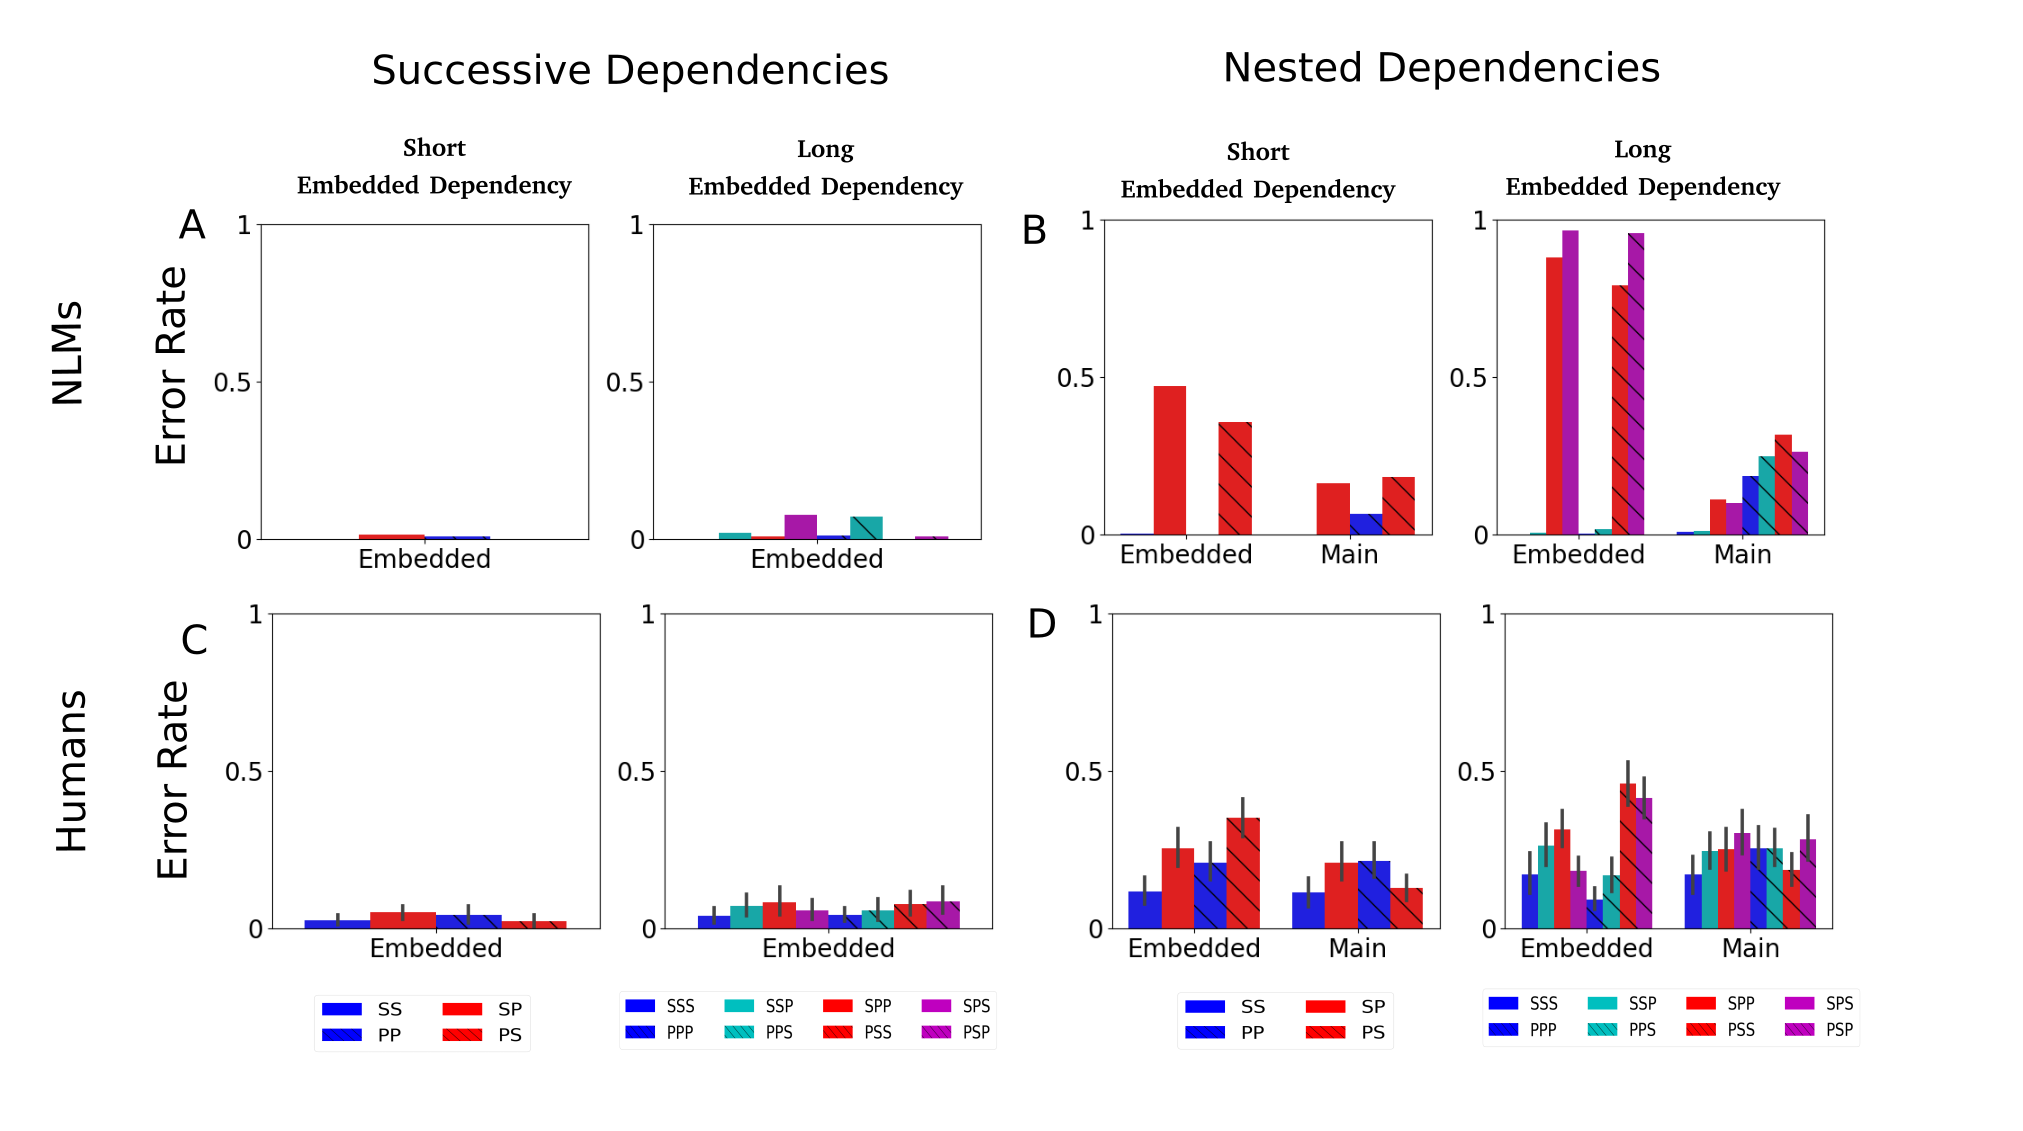 Successive Dependencies
Nested Dependencies
Short
Embedded Dependency
Long
Embedded Dependency
Short
Embedded Dependency
Long
Embedded Dependency
NLMs
A
Error Rate
1
0.5
0
Embedded
1
0.5
0
Embedded
B
1
0.5
0
Embedded
Main
1
0.5
0
Embedded
Main
Humans
C
Error Rate
1
0.5
0
Embedded
1
0.5
0
Embedded
D
1
0.5
0
Embedded
Main
1
0.5
0
Embedded
Main
SS SP
PP PS
SSS SSP SPP SPS
PPP PPS PSS PSP
SS SP
PP PS
SSS SSP SPP SPS
PPP PPS PSS PSP